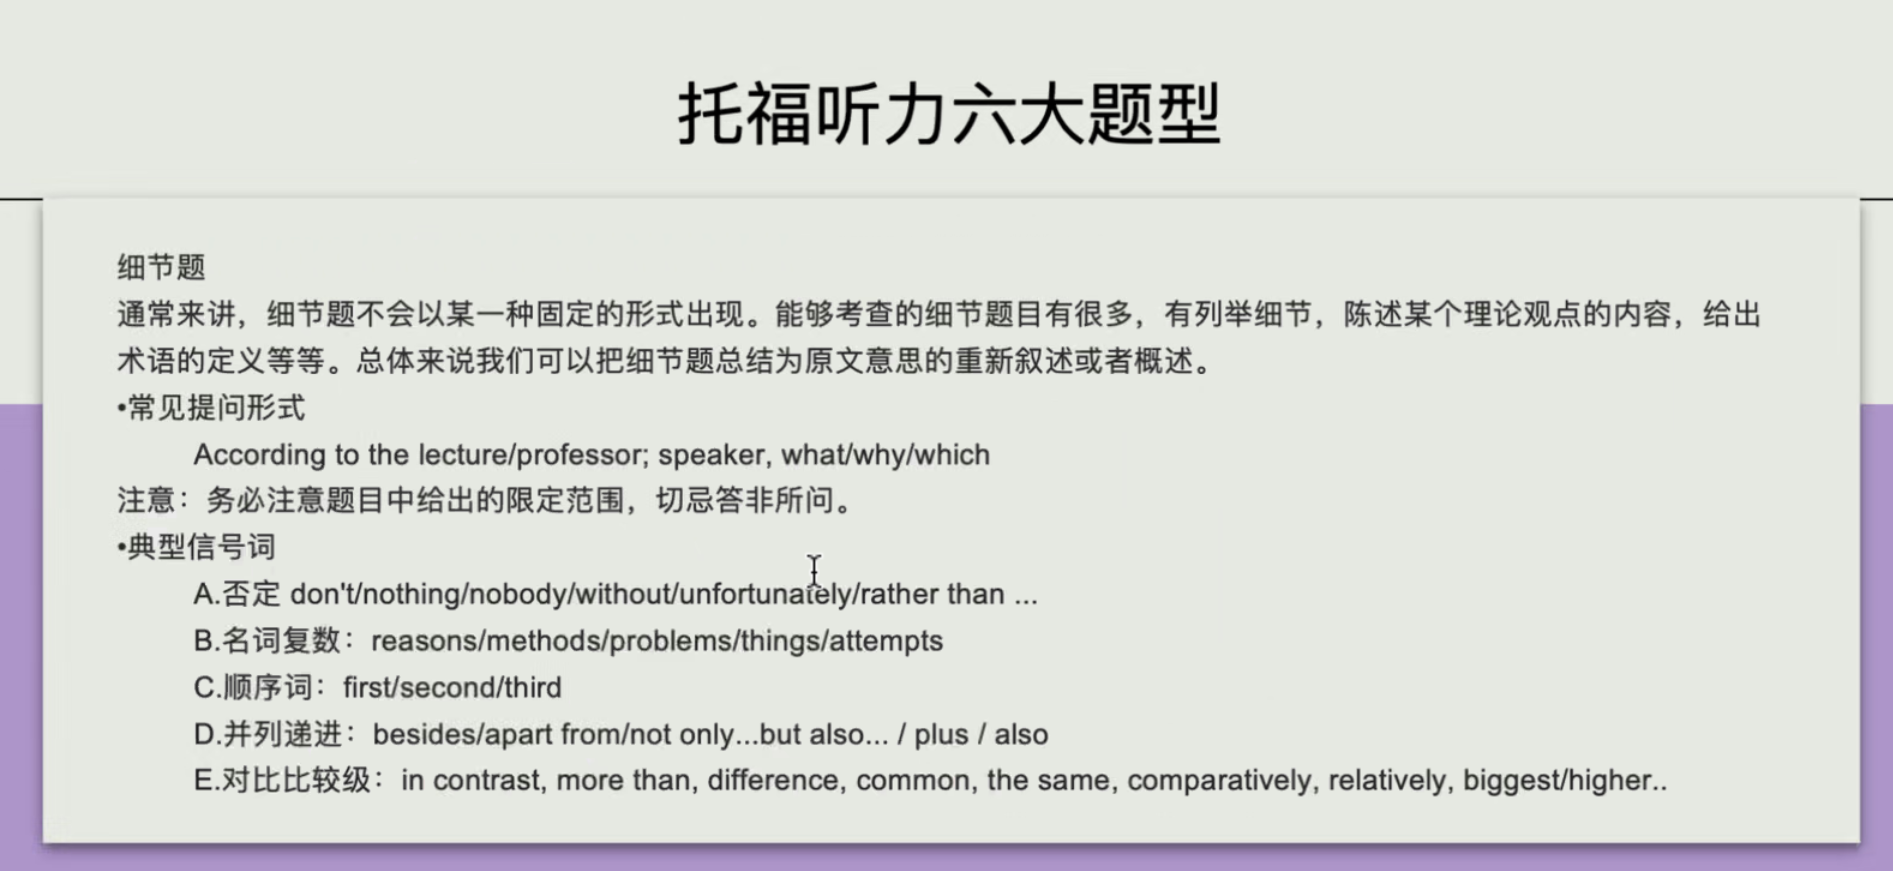 托福听力六大题型
细节题
通常来讲，细节题不会以某一种固定的形式出现。能够考查的细节题目有很多，有列举细节，陈述某个理论观点的内容，给出
术语的定义等等。总体来说我们可以把细节题总结为原文意思的重新叙述或者概述。
•常见提问形式
According to the lecture/professor; speaker, what/why/which
注意：务必注意题目中给出的限定范围，切忌答非所问。
•典型信号词
A.否定 don't/nothing/nobody/without/unfortunately/rather than ...
B.名词复数：reasons/methods/problems/things/attempts
C.顺序词：first/second/third
D.并列递进：besides/apart from/not only...but also... / plus / also
E.对比比较级：in contrast, more than, difference, common, the same, comparatively, relatively, biggest/higher..